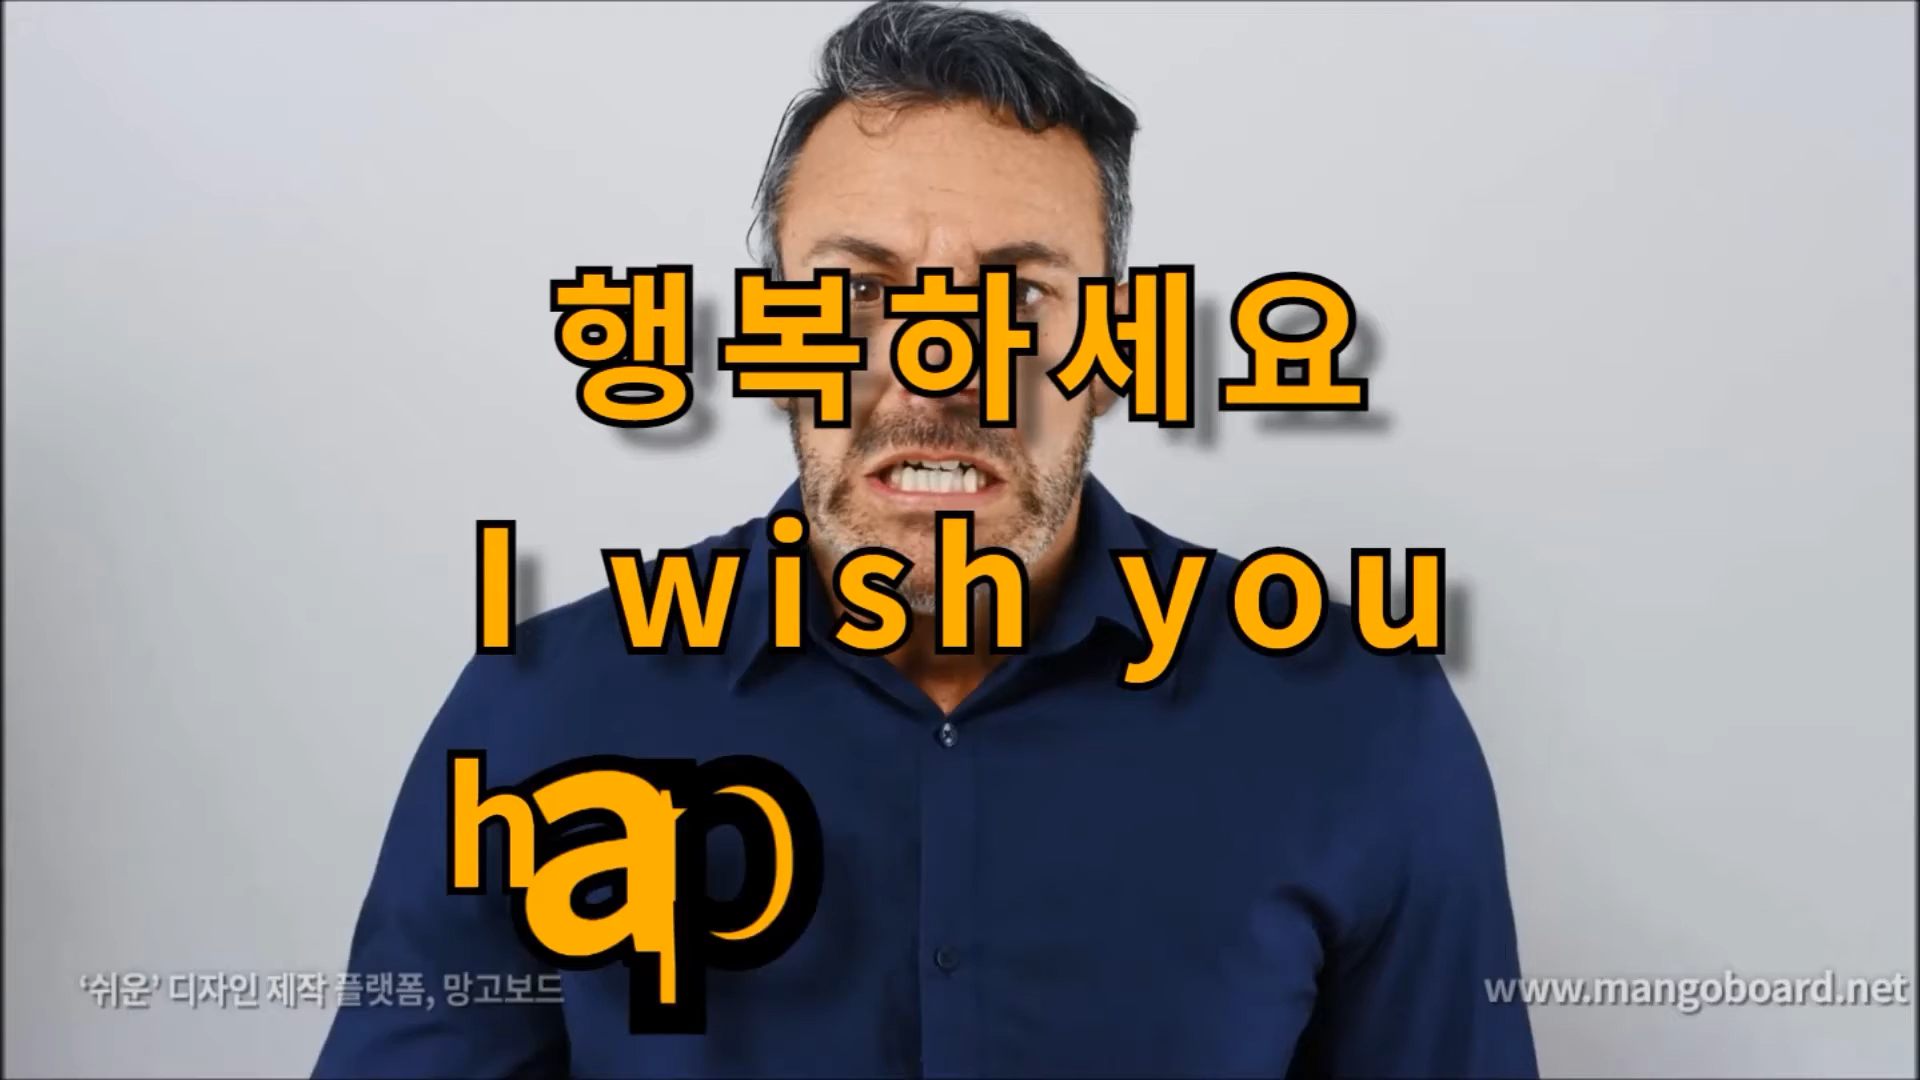 행복하세요
I wish you
hap
‘쉬운’ 디자인 제작 플랫폼, 망고보드
www.mangoboard.net